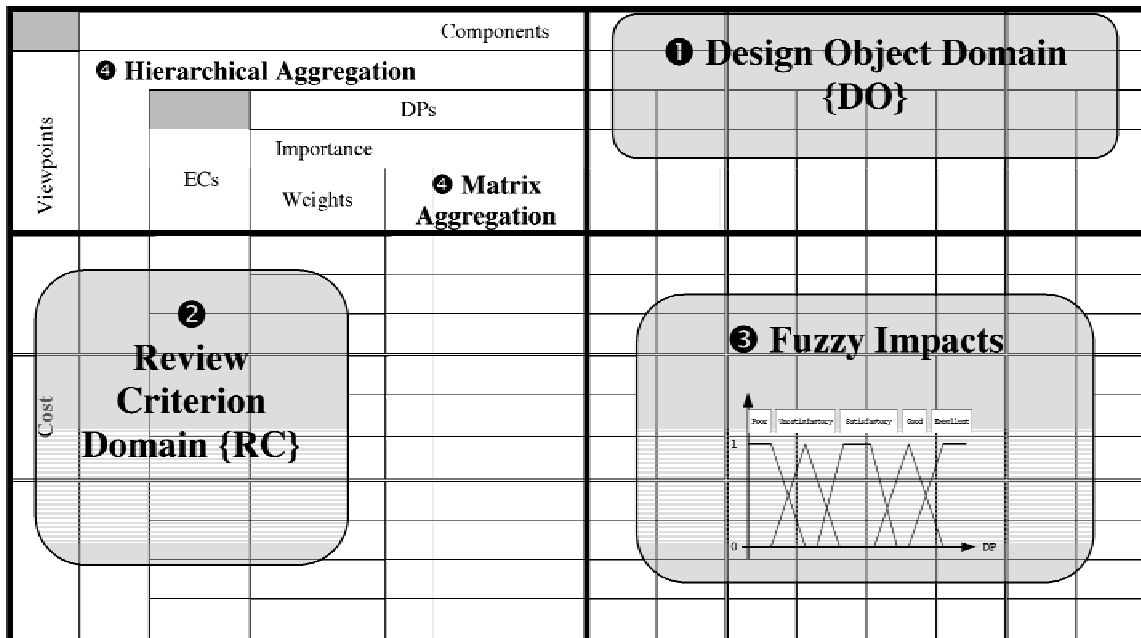 Components
❶ Design Object Domain
{DO}
❹ Hierarchical Aggregation
DPs
Viewpoints
Importance
ECs
Weights
❹ Matrix
Aggregation
❷
Review
Criterion
Domain {RC}
Cost
❸ Fuzzy Impacts
Poor Unsatisfactory Satisfactory Good Excellent
1
0
DP